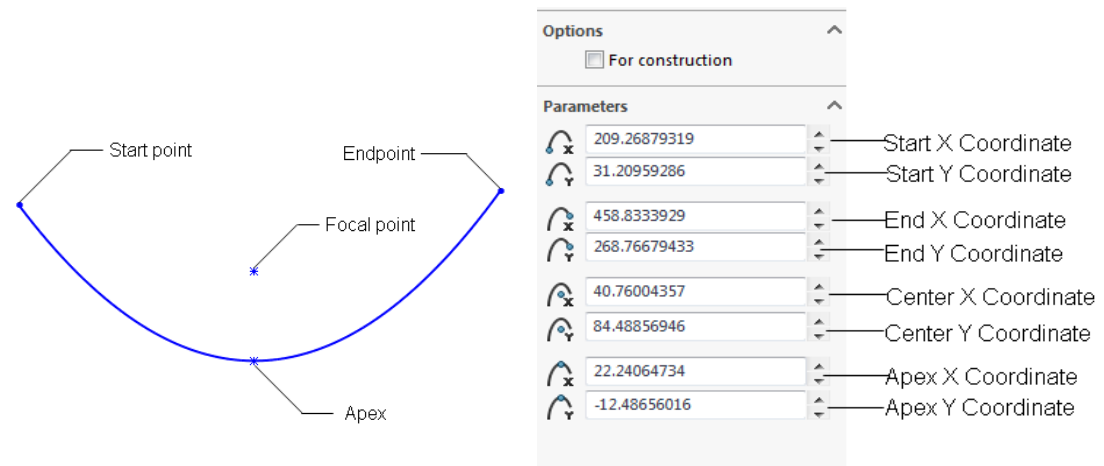 Start point
Endpoint
Focal point
Apex
Options
For construction
Parameters
X 209.26879319 Start X Coordinate
Y 31.20959286 Start Y Coordinate
X 458.8333929 End X Coordinate
Y 268.76679433 End Y Coordinate
X 40.76004357 Center X Coordinate
Y 84.48856946 Center Y Coordinate
X 22.24064734 Apex X Coordinate
Y -12.48656016 Apex Y Coordinate